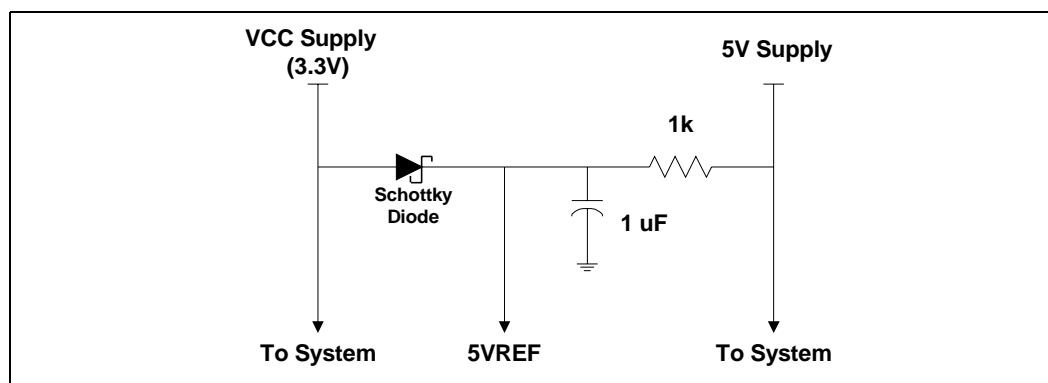 VCC Supply
(3.3V)
5V Supply
1k
Schottky
Diode
1 uF
To System
5VREF
To System